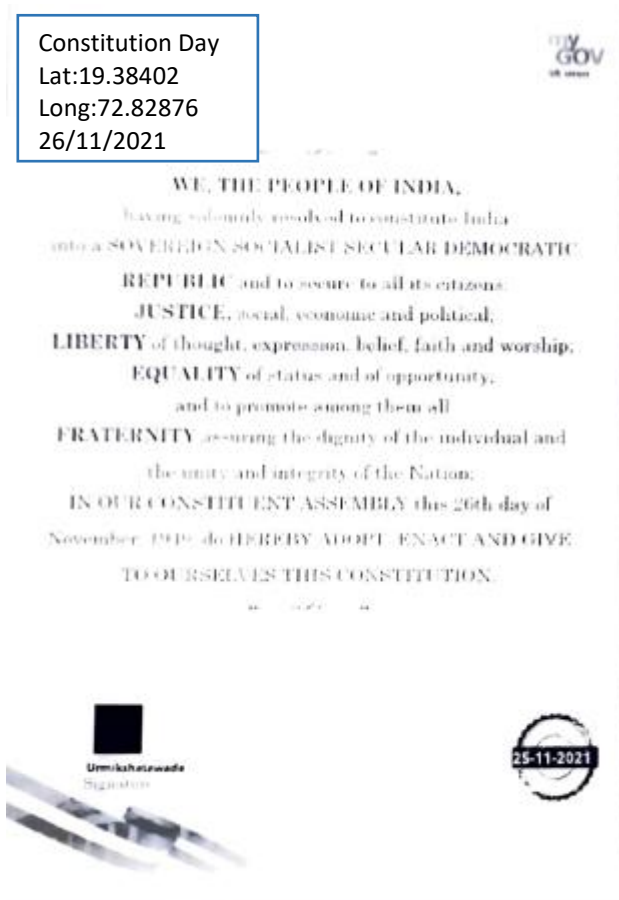 Constitution Day
Lat:19.38402
Long:72.82876
26/11/2021
my
GOV
WE, THE PEOPLE OF INDIA,
having solemnly resolved to constitute India
into a SOVEREIGN SOCIALIST SECULAR DEMOCRATIC
REPUBLIC and to secure to all its citizens:
JUSTICE, social, economic and political;
LIBERTY of thought, expression, belief, faith and worship;
EQUALITY of status and of opportunity;
and to promote among them all
FRATERNITY assuring the dignity of the individual and
the unity and integrity of the Nation;
IN OUR CONSTITUENT ASSEMBLY this 26th day of
November, 1949, do HEREBY ADOPT, ENACT AND GIVE
TO OURSELVES THIS CONSTITUTION.
Urmikshatawade
Signature
25-11-2021